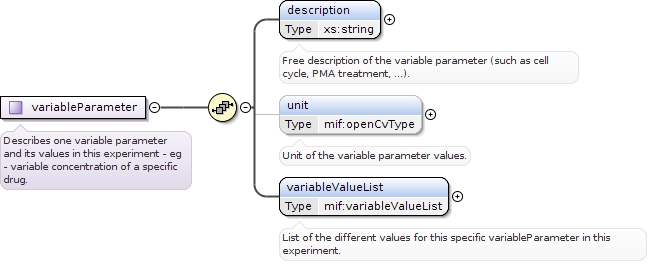 description
Type xs:string
Free description of the variable parameter (such as cell
cycle, PMA treatment, ...).
variableParameter
Describes one variable parameter
and its values in this experiment - eg
- variable concentration of a specific
drug.
unit
Type mif:openCvType
Unit of the variable parameter values.
variableValueList
Type mif:variableValueList
List of the different values for this specific variableParameter in this
experiment.